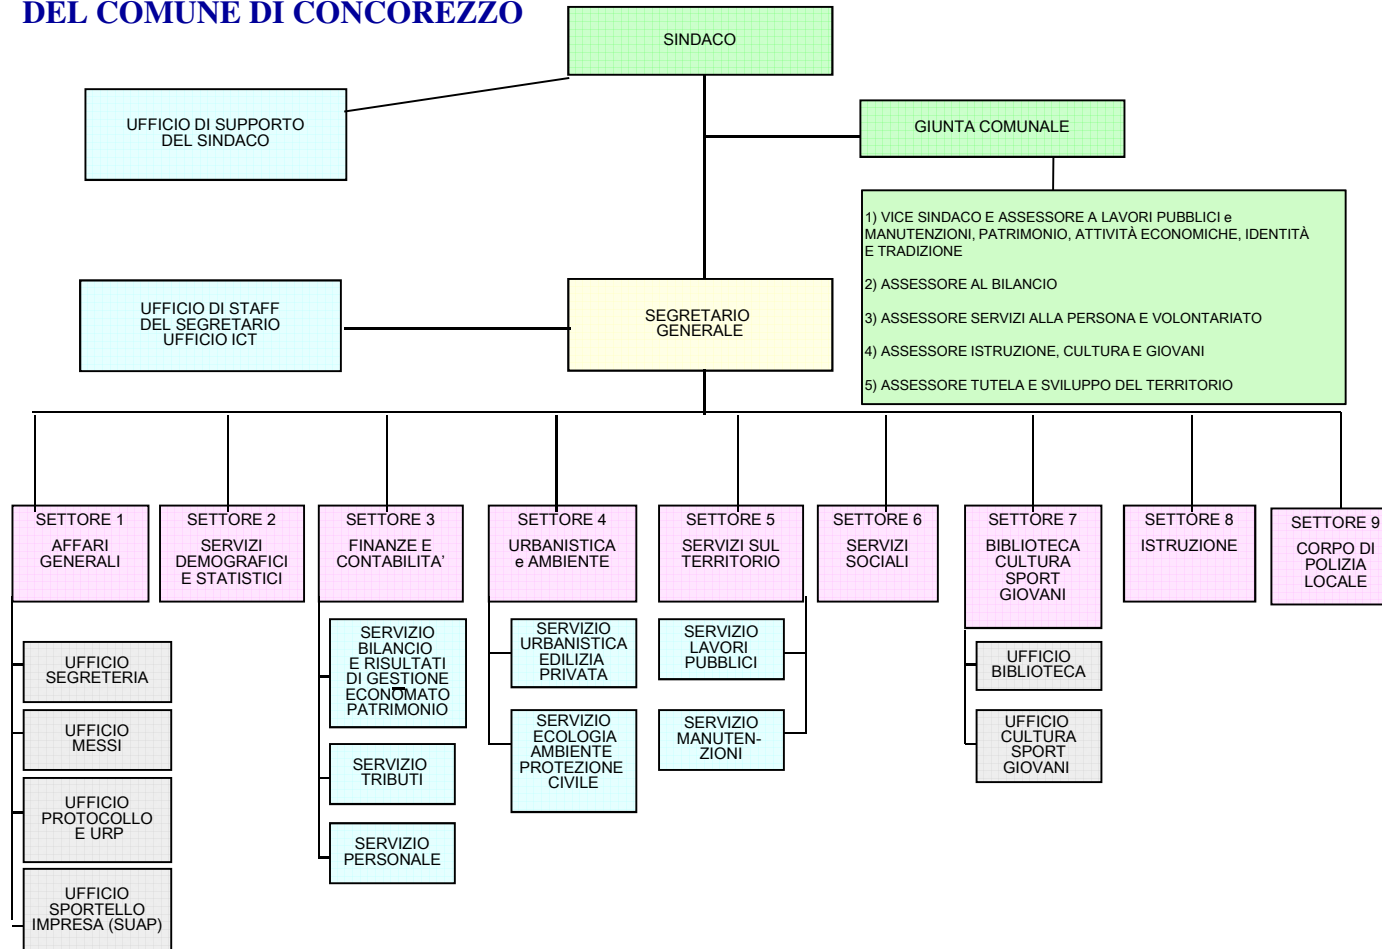 DEL COMUNE DI CONCOREZZO
SINDACO
UFFICIO DI SUPPORTO
DEL SINDACO
GIUNTA COMUNALE
1) VICE SINDACO E ASSESSORE A LAVORI PUBBLICI e
MANUTENZIONI, PATRIMONIO, ATTIVITÀ ECONOMICHE, IDENTITÀ
E TRADIZIONE
2) ASSESSORE AL BILANCIO
3) ASSESSORE SERVIZI ALLA PERSONA E VOLONTARIATO
4) ASSESSORE ISTRUZIONE, CULTURA E GIOVANI
5) ASSESSORE TUTELA E SVILUPPO DEL TERRITORIO
UFFICIO DI STAFF
DEL SEGRETARIO
UFFICIO ICT
SEGRETARIO
GENERALE
SETTORE 1
AFFARI
GENERALI
UFFICIO
SEGRETERIA
UFFICIO
MESSI
UFFICIO
PROTOCOLLO
E URP
UFFICIO
SPORTELLO
IMPRESA (SUAP)
SETTORE 2
SERVIZI
DEMOGRAFICI
E STATISTICI
SETTORE 3
FINANZE E
CONTABILITA'
SERVIZIO
BILANCIO
E RISULTATI
DI GESTIONE
ECONOMATO
PATRIMONIO
SERVIZIO
TRIBUTI
SERVIZIO
PERSONALE
SETTORE 4
URBANISTICA
e AMBIENTE
SERVIZIO
URBANISTICA
EDILIZIA
PRIVATA
SERVIZIO
ECOLOGIA
AMBIENTE
PROTEZIONE
CIVILE
SETTORE 5
SERVIZI SUL
TERRITORIO
SERVIZIO
LAVORI
PUBBLICI
SERVIZIO
MANUTEN-
ZIONI
SETTORE 6
SERVIZI
SOCIALI
SETTORE 7
BIBLIOTECA
CULTURA
SPORT
GIOVANI
UFFICIO
BIBLIOTECA
UFFICIO
CULTURA
SPORT
GIOVANI
SETTORE 8
ISTRUZIONE
SETTORE 9
CORPO DI
POLIZIA
LOCALE